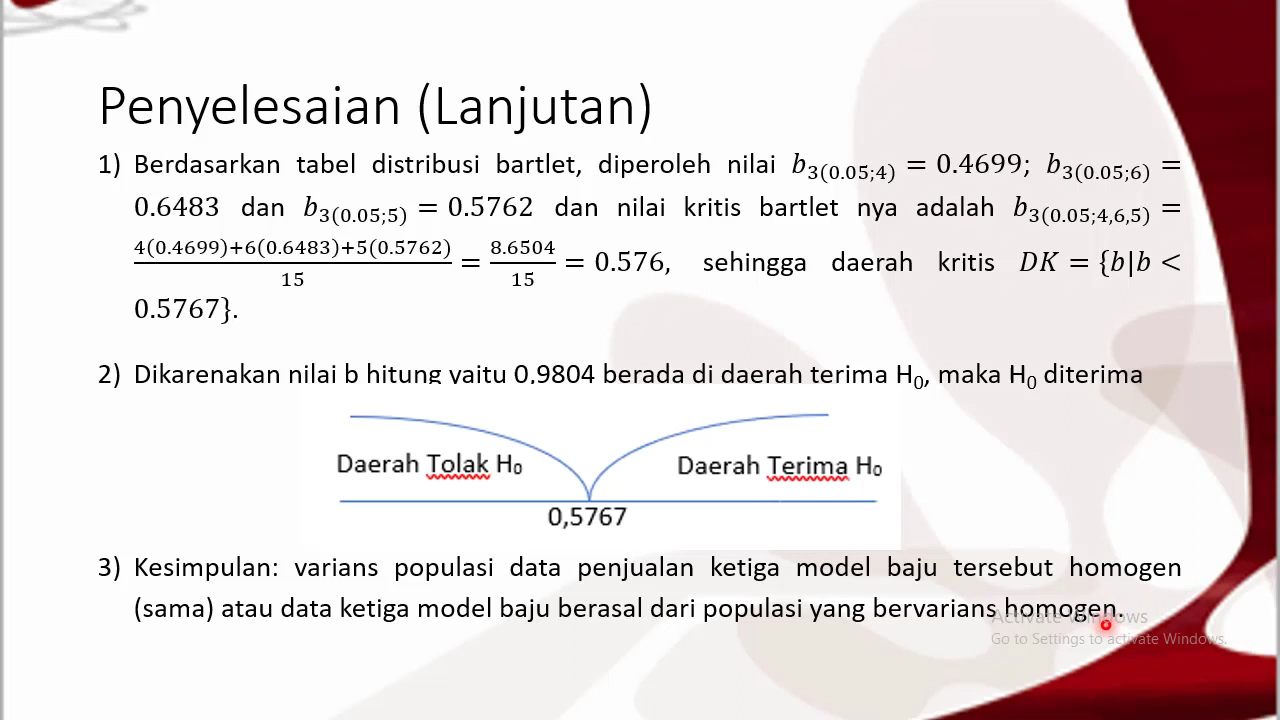 Penyelesaian (Lanjutan)
1) Berdasarkan tabel distribusi bartlet, diperoleh nilai b3(0.05;4) = 0.4699; b3(0.05;6) =
0.6483 dan b3(0.05;5) = 0.5762 dan nilai kritis bartlet nya adalah b3(0.05;4,6,5) =
4(0.4699)+6(0.6483)+5(0.5762)/15 = 8.6504/15 = 0.576, sehingga daerah kritis DK = {b|b <
0.5767}.
2) Dikarenakan nilai b hitung yaitu 0,9804 berada di daerah terima H0, maka H0 diterima
Daerah Tolak H0 Daerah Terima H0
0,5767
3) Kesimpulan: varians populasi data penjualan ketiga model baju tersebut homogen
(sama) atau data ketiga model baju berasal dari populasi yang bervarians homogen.
Activate Windows
Go to Settings to activate Windows.